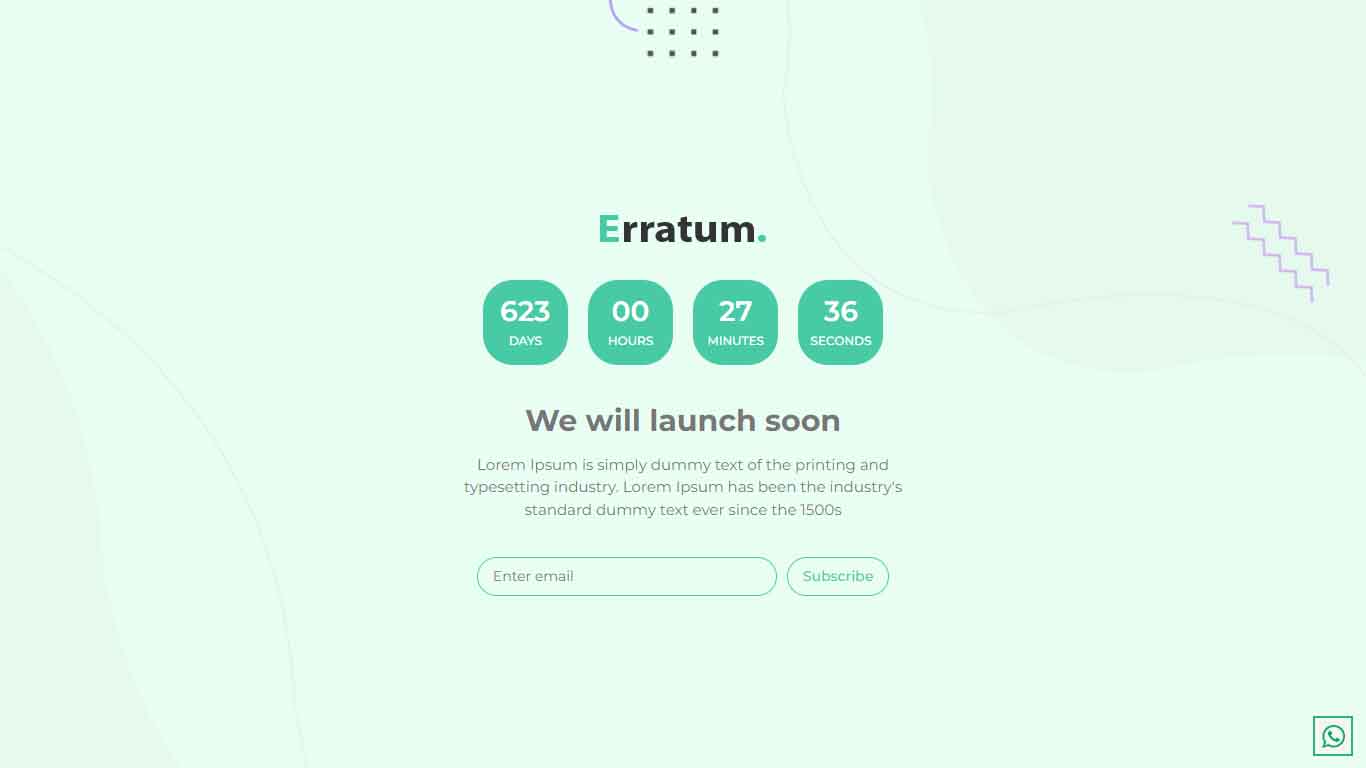 Erratum.
623 00 27 36
DAYS HOURS MINUTES SECONDS
We will launch soon
Lorem Ipsum is simply dummy text of the printing and
typesetting industry. Lorem Ipsum has been the industry's
standard dummy text ever since the 1500s
Enter email Subscribe